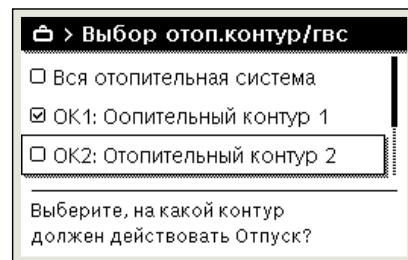 > Выбор отоп.контур/гвс
Вся отопительная система
ОК1: Оопительный контур 1
ОК2: Отопительный контур 2
Выберите, на какой контур
должен действовать Отпуск?